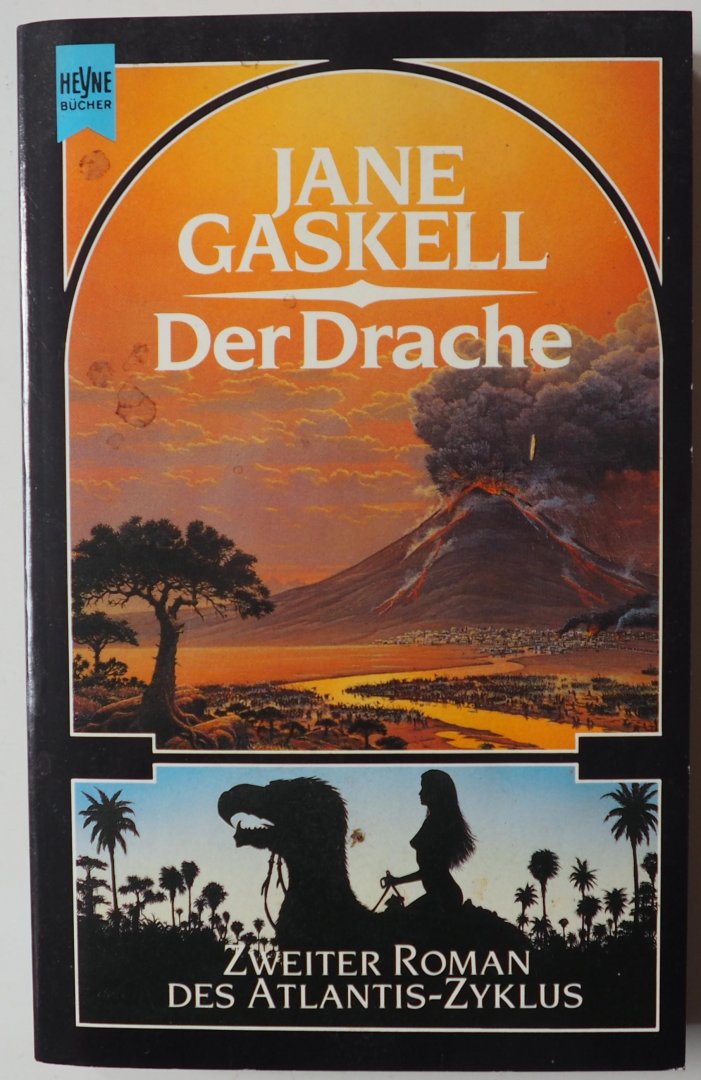 HEYNE
BÜCHER
JANE
GASKELL
Der Drache
ZWEITER ROMAN
DES ATLANTIS-ZYKLUS